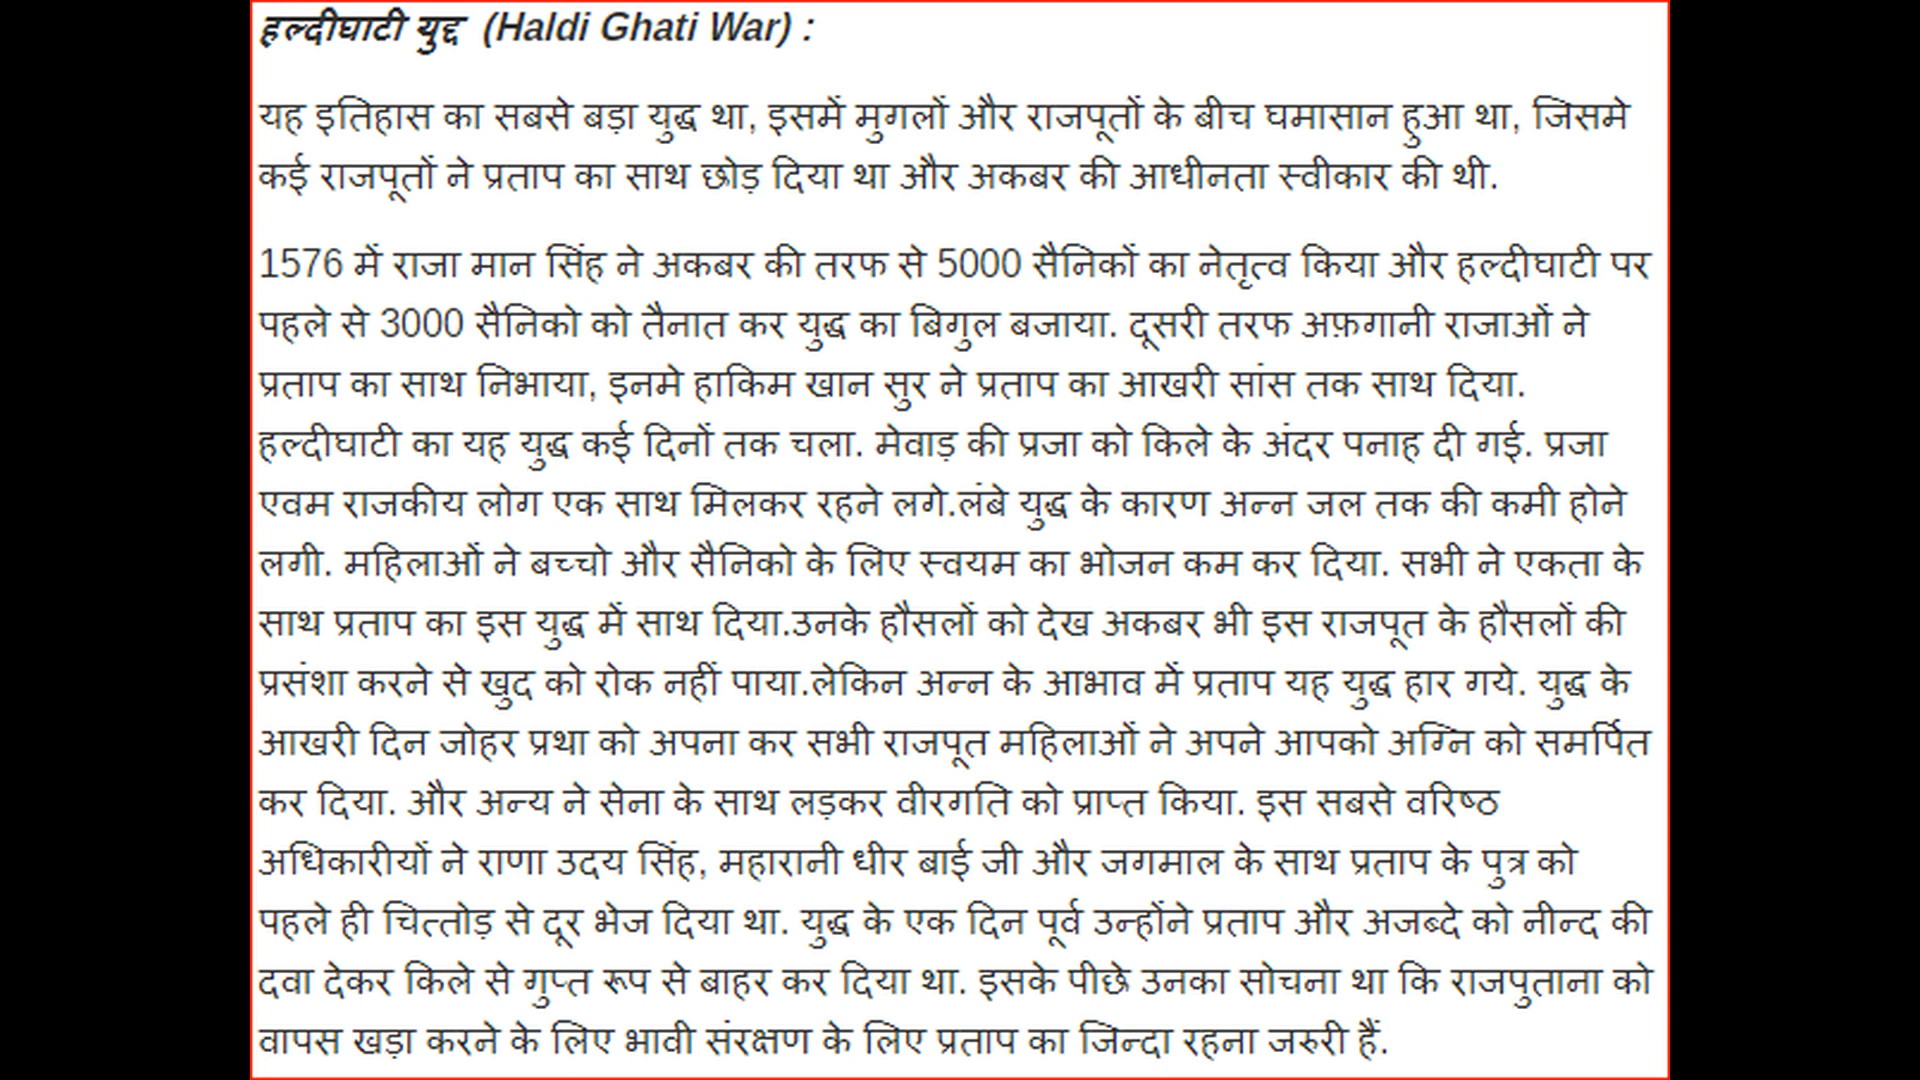 हल्दीघाटी युद्द (Haldi Ghati War) :
यह इतिहास का सबसे बड़ा युद्ध था, इसमें मुगलों और राजपूतों के बीच घमासान हुआ था, जिसमे
कई राजपूतों ने प्रताप का साथ छोड़ दिया था और अकबर की आधीनता स्वीकार की थी.
1576 में राजा मान सिंह ने अकबर की तरफ से 5000 सैनिकों का नेतृत्व किया और हल्दीघाटी पर
पहले से 3000 सैनिको को तैनात कर युद्ध का बिगुल बजाया. दूसरी तरफ अफ़गानी राजाओं ने
प्रताप का साथ निभाया, इनमे हाकिम खान सुर ने प्रताप का आखरी सांस तक साथ दिया.
हल्दीघाटी का यह युद्ध कई दिनों तक चला. मेवाड़ की प्रजा को किले के अंदर पनाह दी गई. प्रजा
एवम राजकीय लोग एक साथ मिलकर रहने लगे.लंबे युद्ध के कारण अन्न जल तक की कमी होने
लगी. महिलाओं ने बच्चो और सैनिको के लिए स्वयम का भोजन कम कर दिया. सभी ने एकता के
साथ प्रताप का इस युद्ध में साथ दिया.उनके हौसलों को देख अकबर भी इस राजपूत के हौसलों की
प्रसंशा करने से खुद को रोक नहीं पाया.लेकिन अन्न के आभाव में प्रताप यह युद्ध हार गये. युद्ध के
आखरी दिन जोहर प्रथा को अपना कर सभी राजपूत महिलाओं ने अपने आपको अग्नि को समर्पित
कर दिया. और अन्य ने सेना के साथ लड़कर वीरगति को प्राप्त किया. इस सबसे वरिष्ठ
अधिकारीयों ने राणा उदय सिंह, महारानी धीर बाई जी और जगमाल के साथ प्रताप के पुत्र को
पहले ही चित्तोड़ से दूर भेज दिया था. युद्ध के एक दिन पूर्व उन्होंने प्रताप और अजब्दे को नीन्द की
दवा देकर किले से गुप्त रूप से बाहर कर दिया था. इसके पीछे उनका सोचना था कि राजपुताना को
वापस खड़ा करने के लिए भावी संरक्षण के लिए प्रताप का जिन्दा रहना जरुरी हैं.